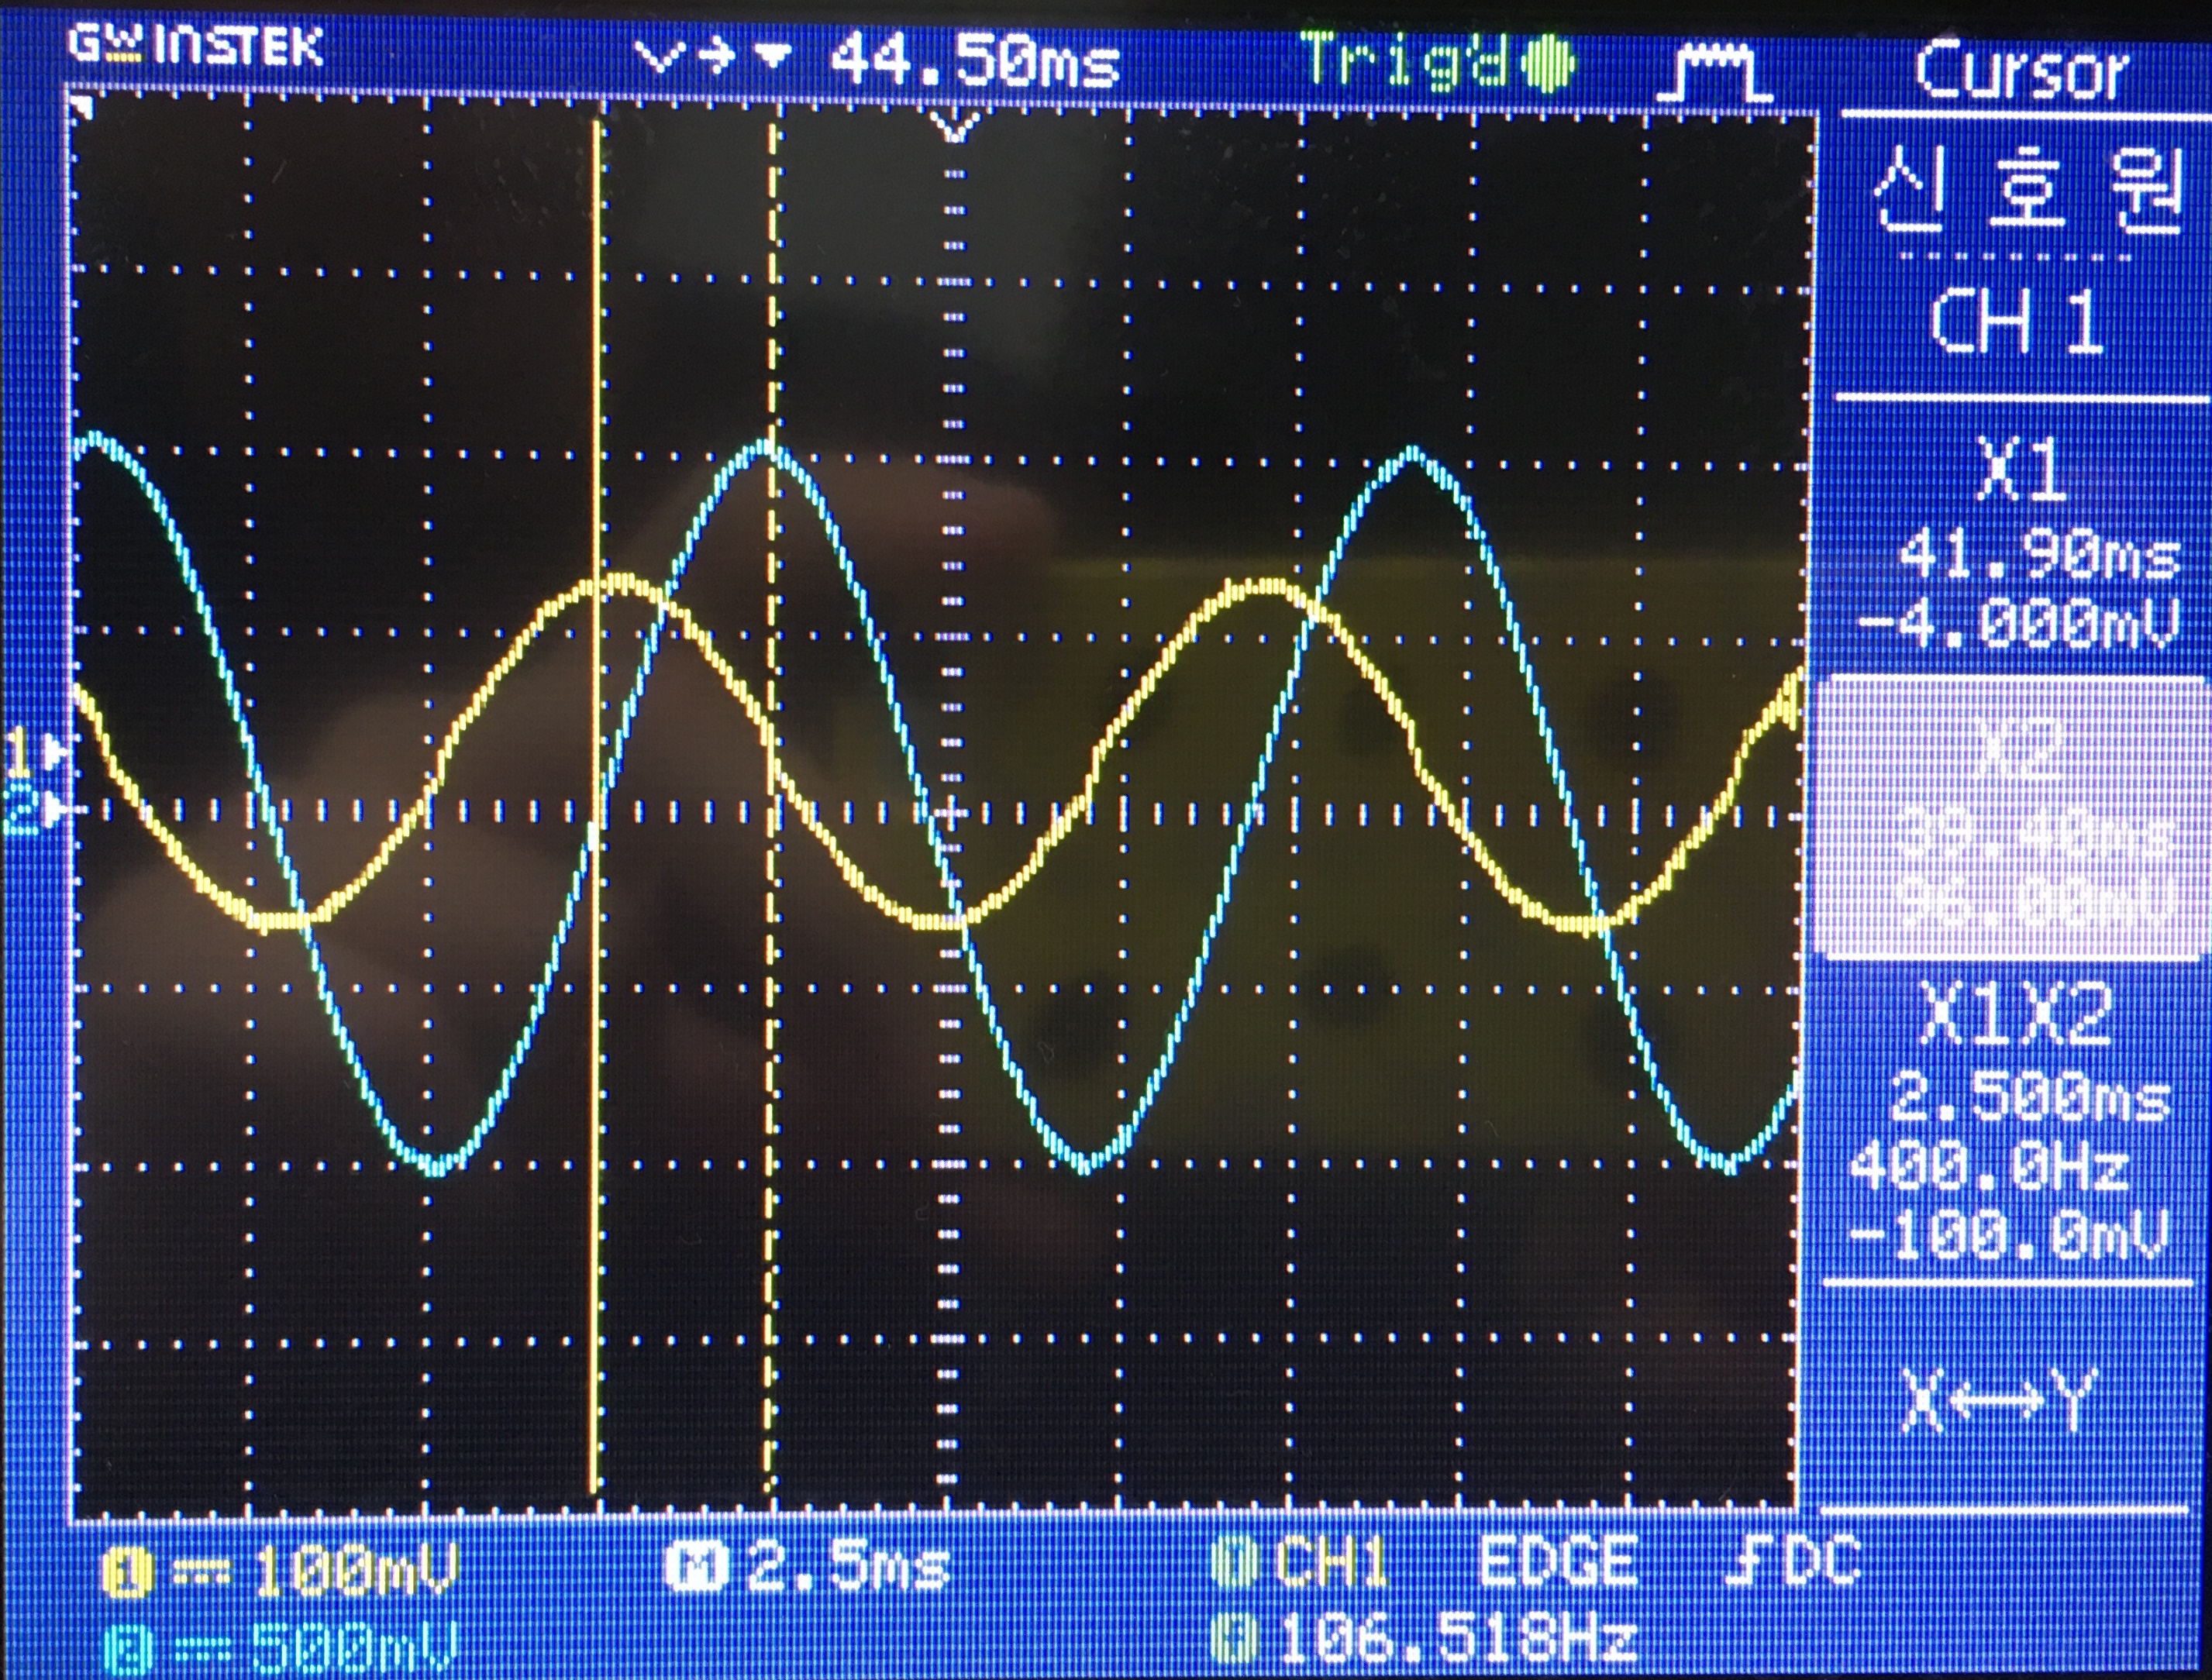 GW INSTEK 44.50ms Trig'd Cursor
신호원
CH 1
X1
41.90ms
-4.000mV
X2
39.40ms
96.00mV
X1X2
2.500ms
400.0Hz
-100.0mV
X↔Y
1
2
1 100mV M 2.5ms CH1 EDGE DC
2 500mV 106.518Hz